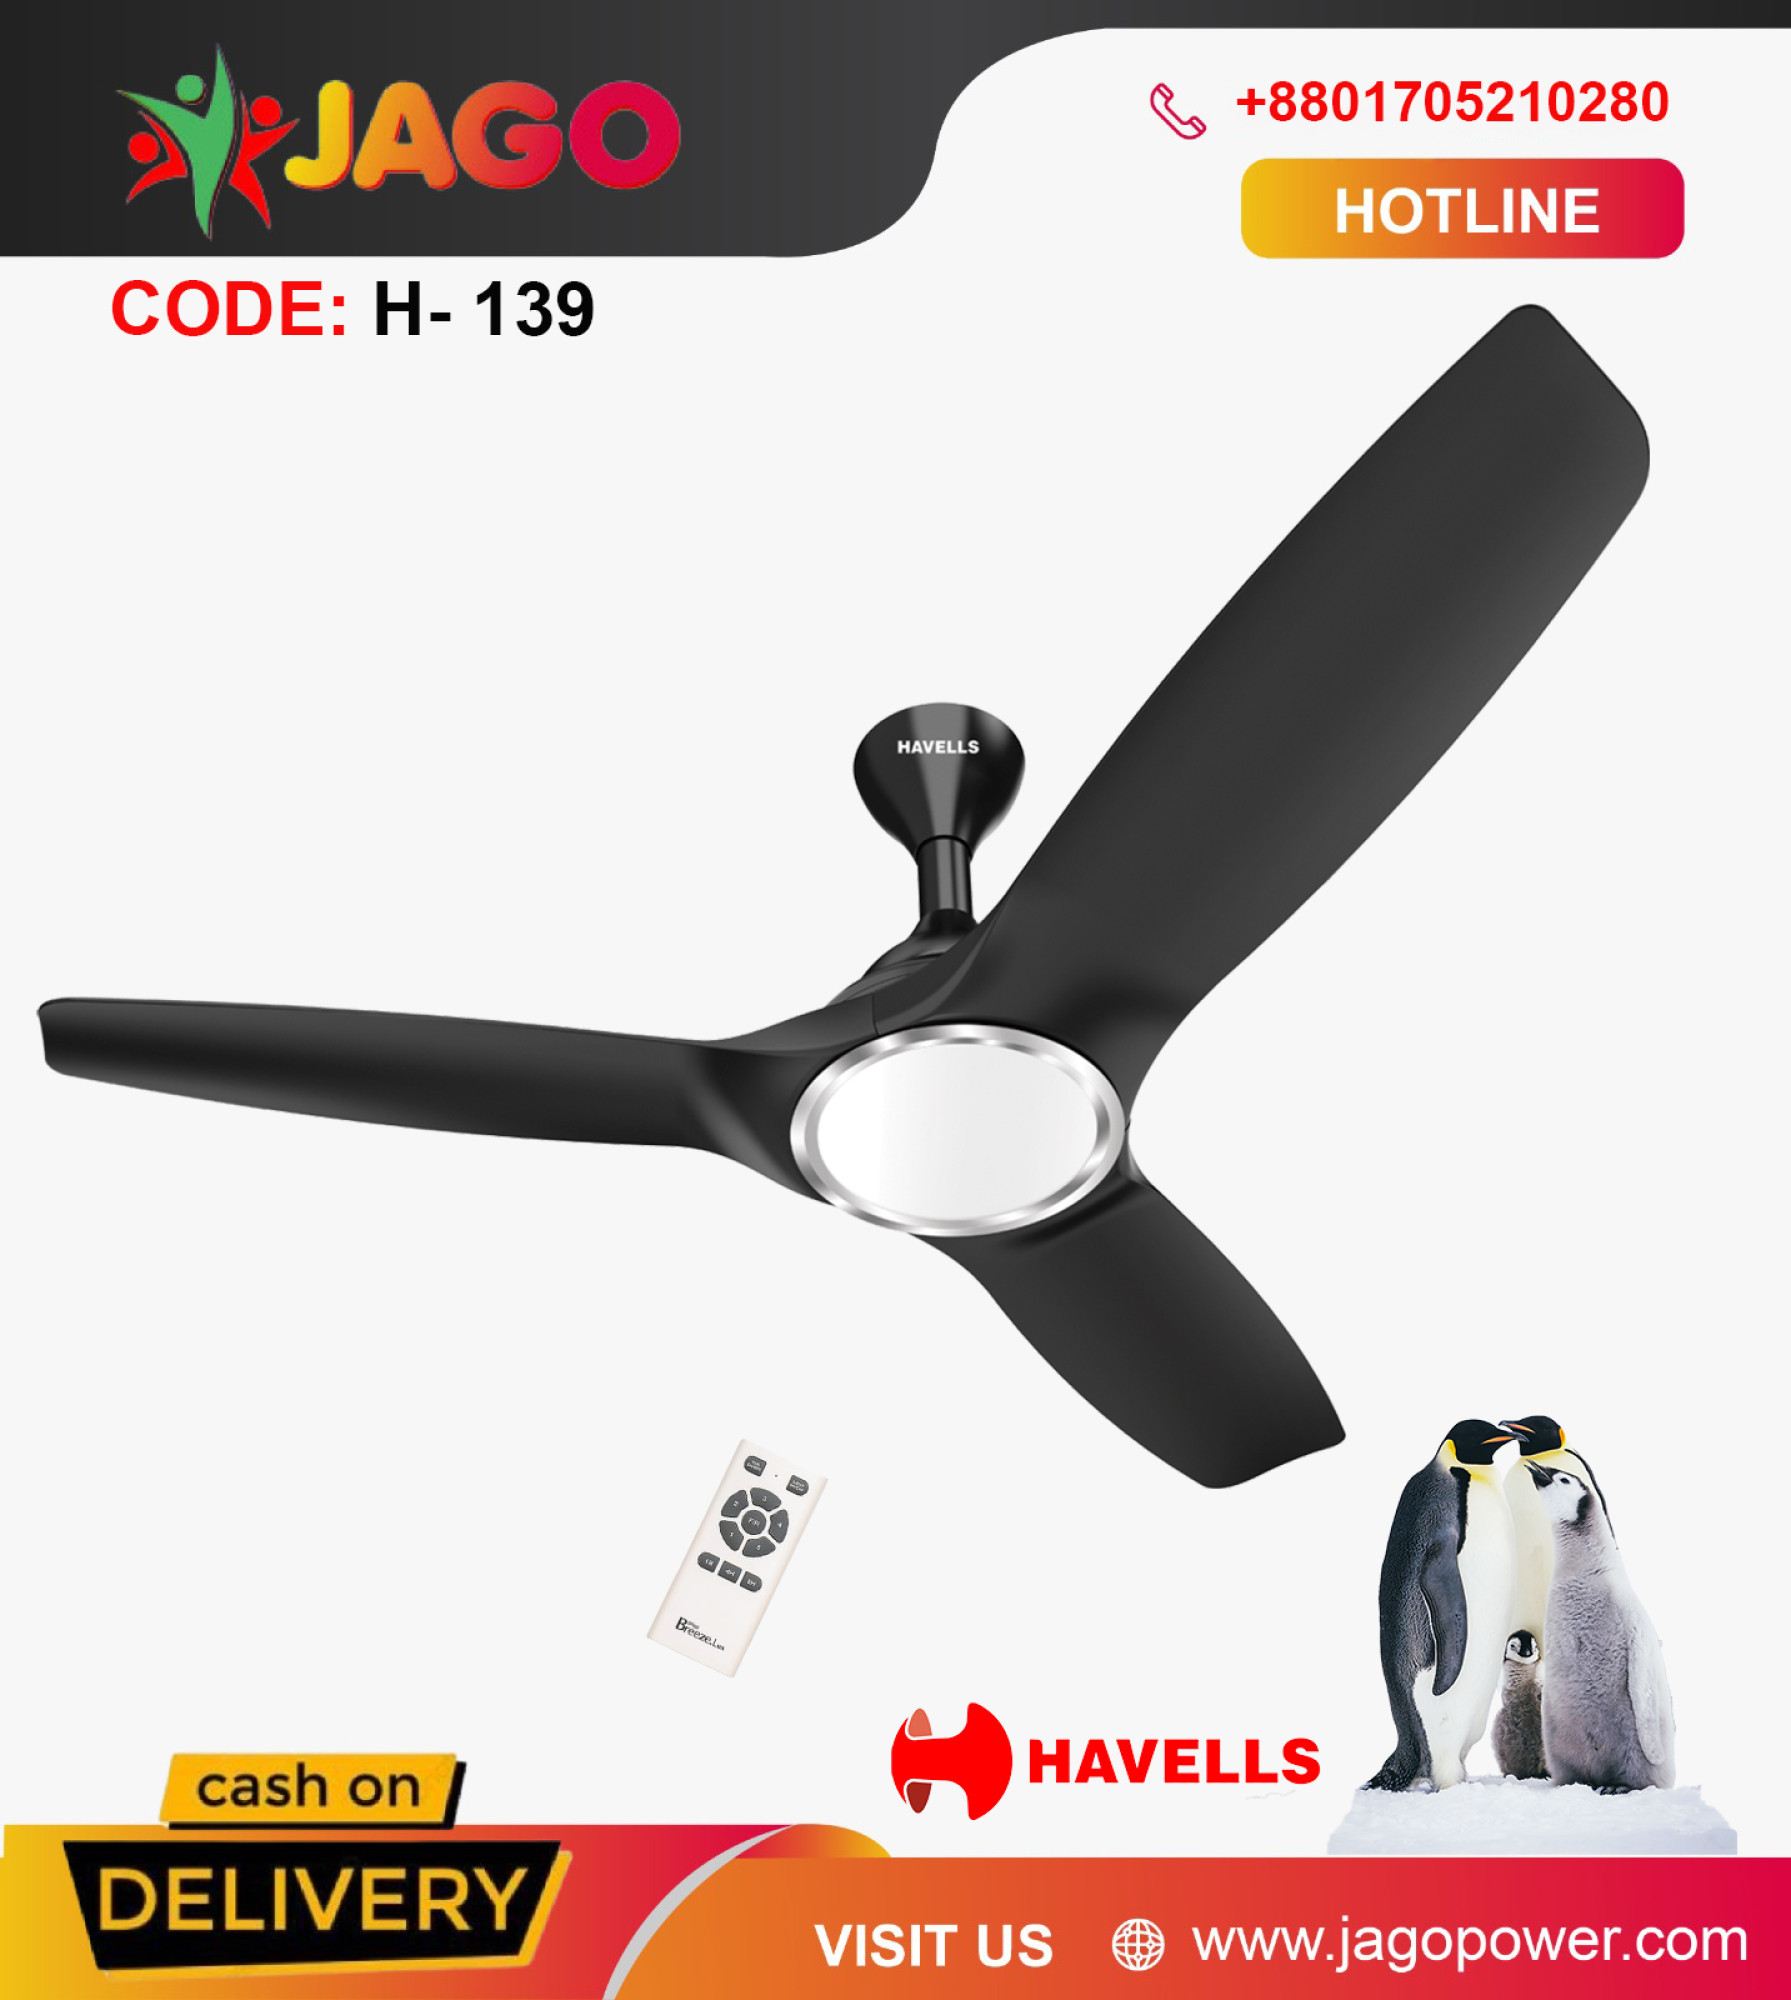 JAGO
+8801705210280
HOTLINE
CODE: H- 139
HAVELLS
Breeze
HAVELLS
cash on
DELIVERY
VISIT US www.jagopower.com